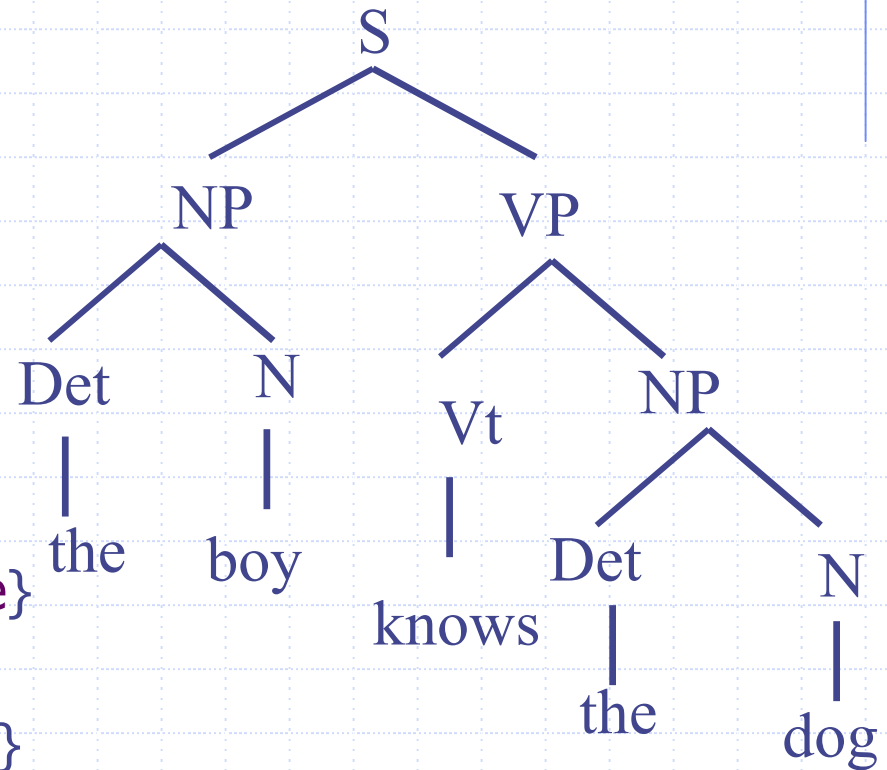 S
NP VP
Det N Vt NP
the boy knows Det N
e}
the dog
}